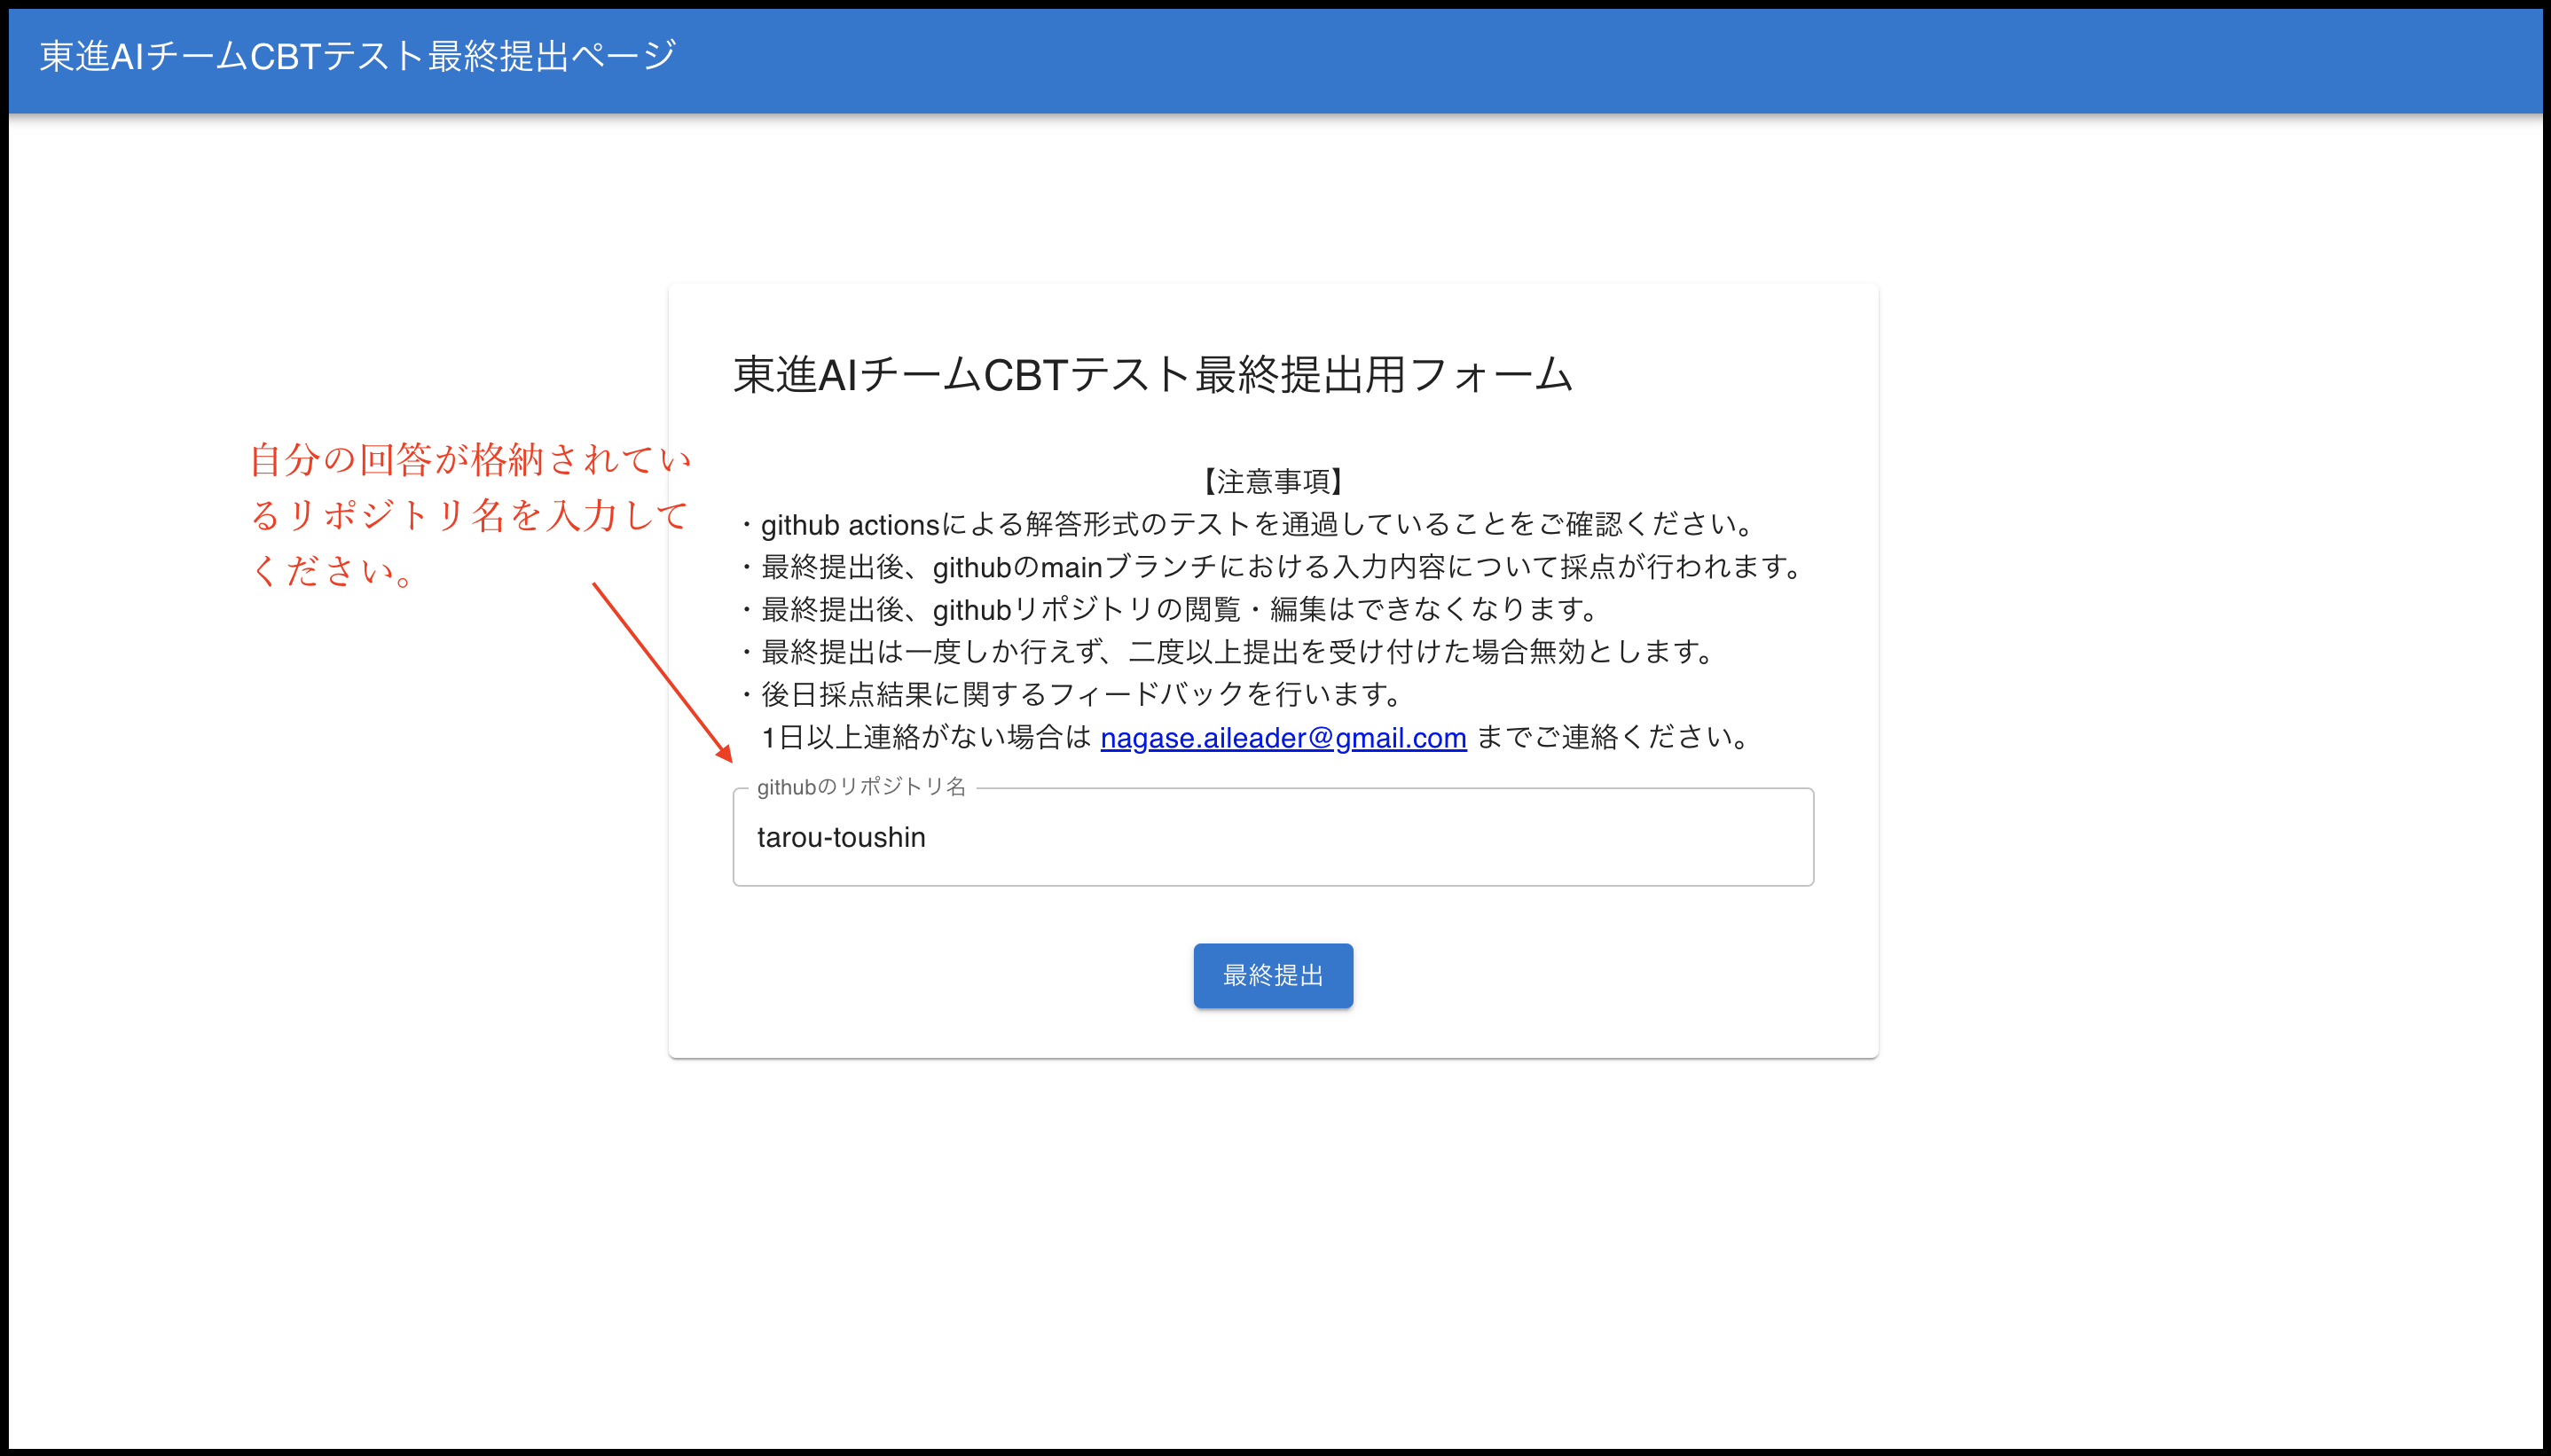 東進AIチームCBTテスト最終提出ページ
東進AIチームCBTテスト最終提出用フォーム
自分の回答が格納されてい
るリポジトリ名を入力して
ください。
【注意事項】
・github actionsによる解答形式のテストを通過していることをご確認ください。
・最終提出後、githubのmainブランチにおける入力内容について採点が行われます。
・最終提出後、githubリポジトリの閲覧・編集はできなくなります。
・最終提出は一度しか行えず、二度以上提出を受け付けた場合無効とします。
・後日採点結果に関するフィードバックを行います。
1日以上連絡がない場合は nagase.aileader@gmail.com までご連絡ください。
githubのリポジトリ名
tarou-toushin
最終提出